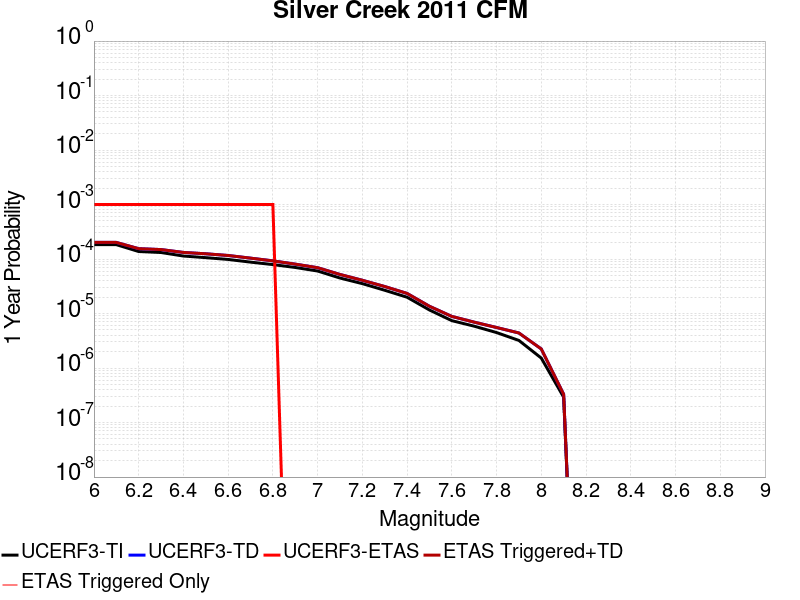 Silver Creek 2011 CFM
1 Year Probability
10^0
10^-1
10^-2
10^-3
10^-4
10^-5
10^-6
10^-7
10^-8
6 6.2 6.4 6.6 6.8 7 7.2 7.4 7.6 7.8 8 8.2 8.4 8.6 8.8 9
Magnitude
UCERF3-TI UCERF3-TD UCERF3-ETAS ETAS Triggered+TD
ETAS Triggered Only